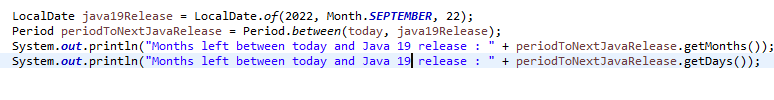 LocalDate java19Release = LocalDate.of(2022, Month.SEPTEMBER, 22);
Period periodToNextJavaRelease = Period.between(today, java19Release);
System.out.println("Months left between today and Java 19 release : " + periodToNextJavaRelease.getMonths());
System.out.println("Months left between today and Java 19 release : " + periodToNextJavaRelease.getDays());